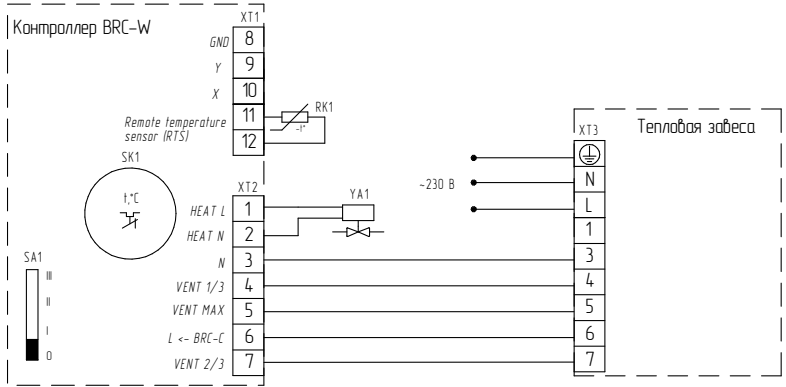 Контроллер BRC-W
XT1
GND 8
Y 9
X 10
Remote temperature
sensor (RTS)
11
12
RK1
-t°
SK1
t,°C
XT2
HEAT L 1
HEAT N 2
N 3
VENT 1/3 4
VENT MAX 5
L <- BRC-C 6
VENT 2/3 7
YA1
SA1
III
II
I
0
~230 В
XT3
Тепловая завеса
N
L
1
3
4
5
6
7